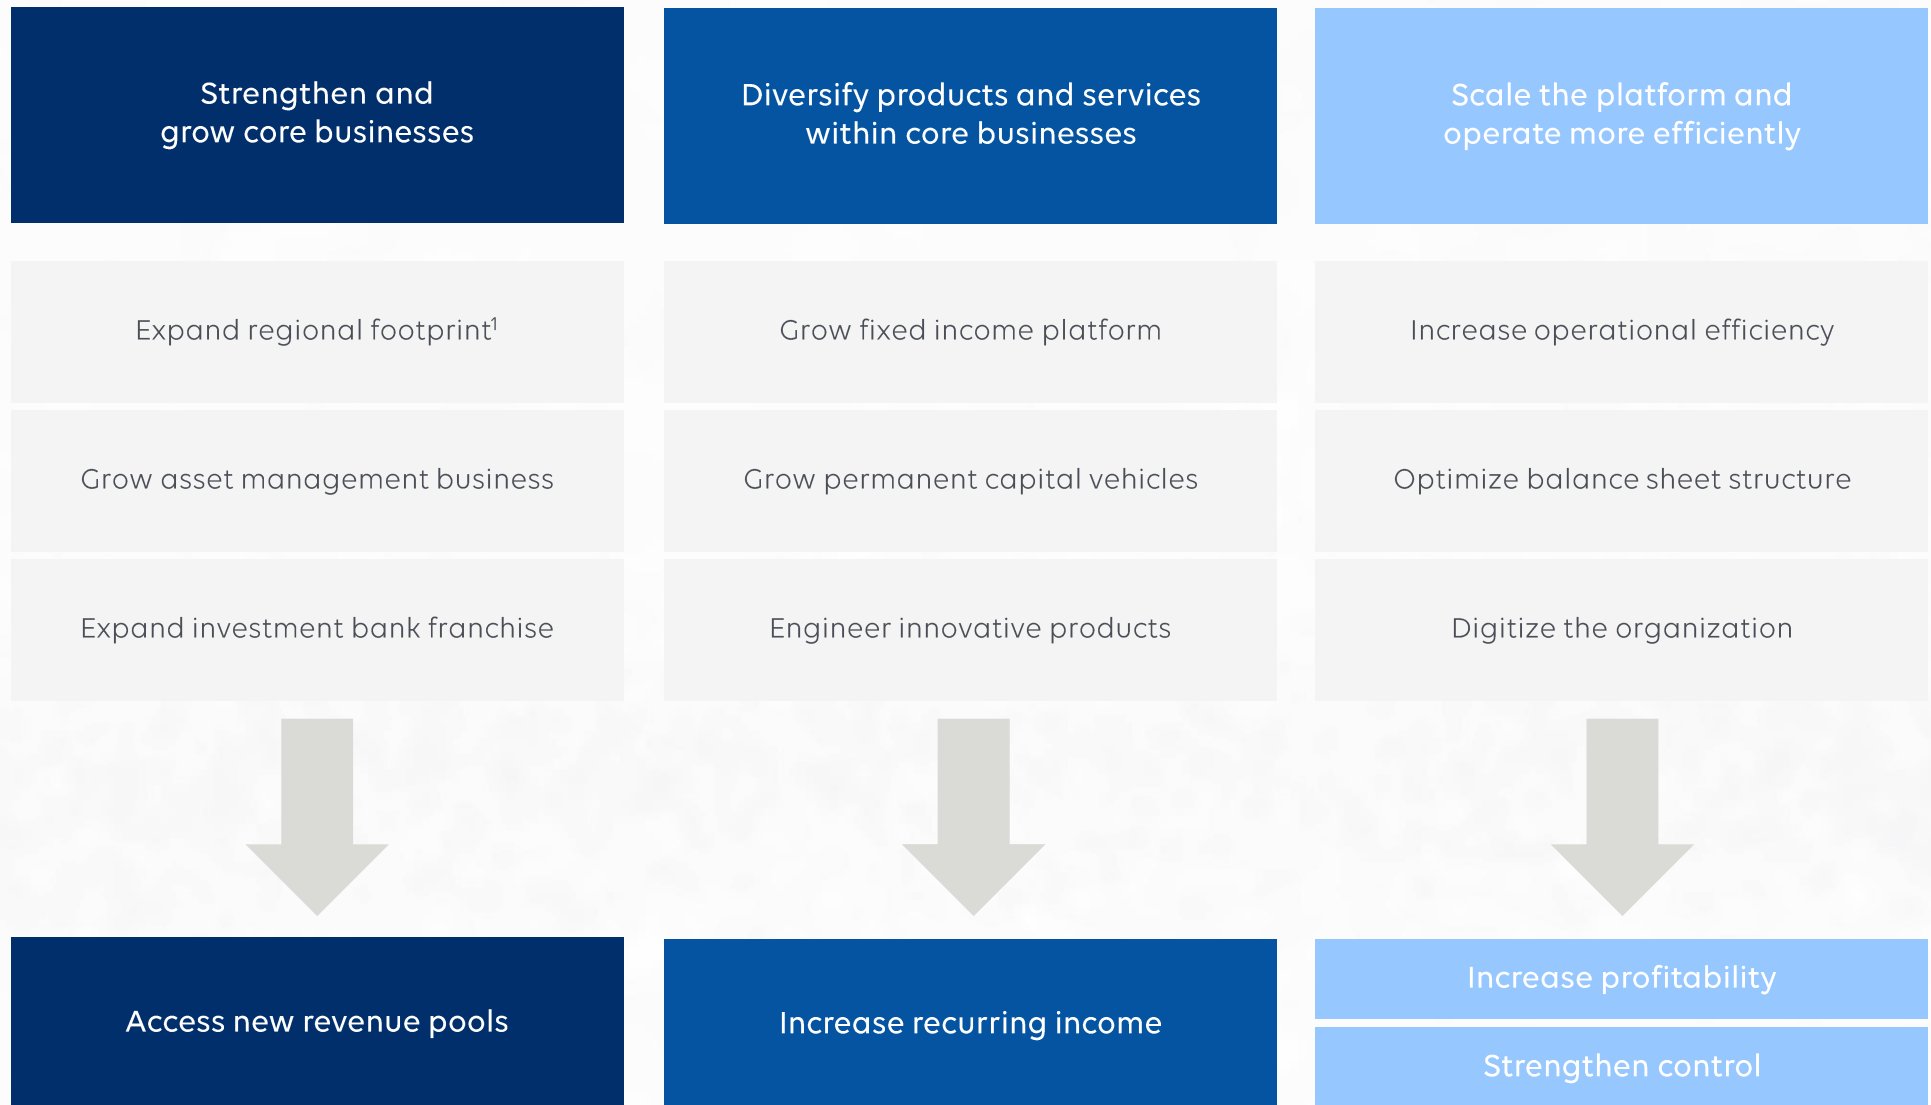 Strengthen and
grow core businesses
Expand regional footprint¹
Grow asset management business
Expand investment bank franchise
Access new revenue pools
Diversify products and services
within core businesses
Grow fixed income platform
Grow permanent capital vehicles
Engineer innovative products
Increase recurring income
Scale the platform and
operate more efficiently
Increase operational efficiency
Optimize balance sheet structure
Digitize the organization
Increase profitability
Strengthen control